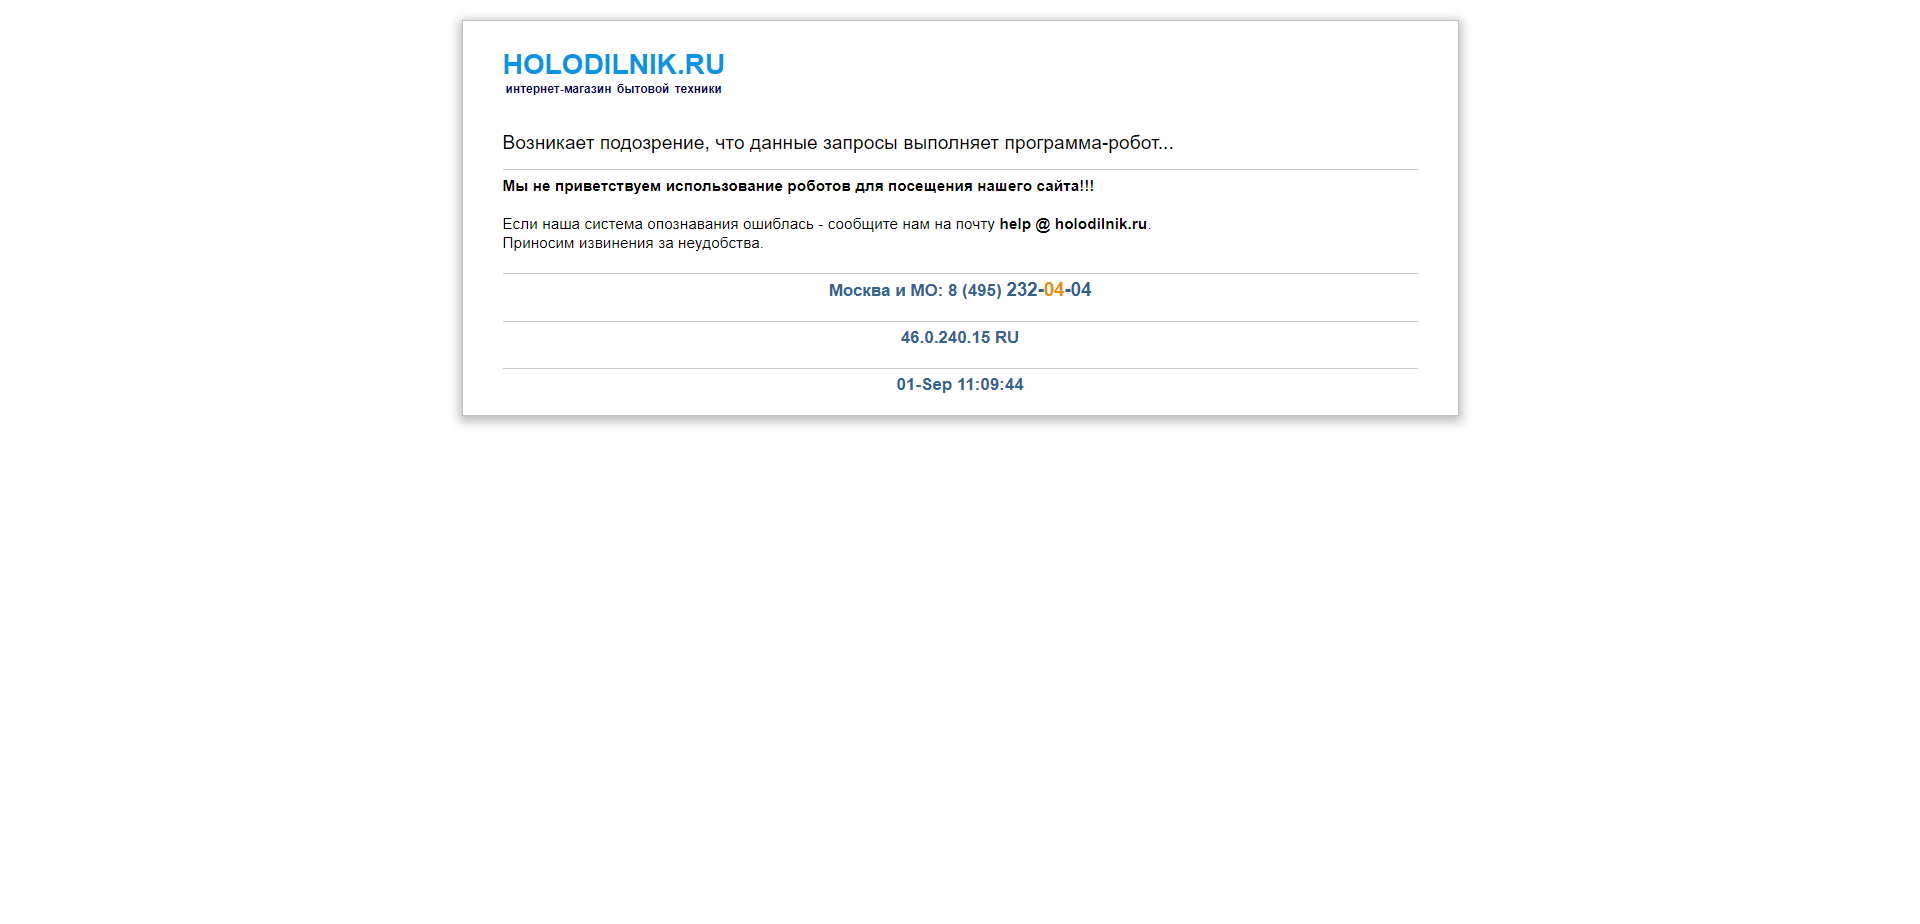 HOLODILNIK.RU
интернет-магазин бытовой техники
Возникает подозрение, что данные запросы выполняет программа-робот...
Мы не приветствуем использование роботов для посещения нашего сайта!!!
Если наша система опознавания ошиблась - сообщите нам на почту help @ holodilnik.ru.
Приносим извинения за неудобства.
Москва и МО: 8 (495) 232-04-04
46.0.240.15 RU
01-Sep 11:09:44